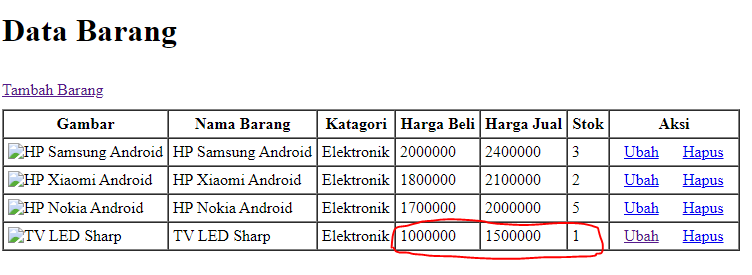 Data Barang
Tambah Barang
Gambar Nama Barang Katagori Harga Beli Harga Jual Stok Aksi
HP Samsung Android HP Samsung Android Elektronik 2000000 2400000 3 Ubah Hapus
HP Xiaomi Android HP Xiaomi Android Elektronik 1800000 2100000 2 Ubah Hapus
HP Nokia Android HP Nokia Android Elektronik 1700000 2000000 5 Ubah Hapus
TV LED Sharp TV LED Sharp Elektronik 1000000 1500000 1 Ubah Hapus